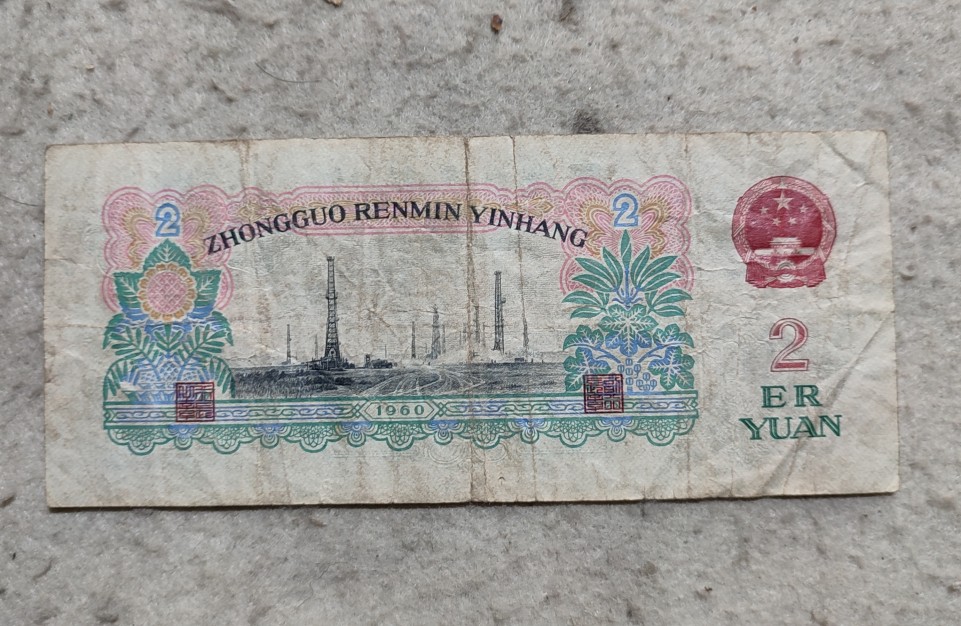 2 2
ZHONGGUO RENMIN YINHANG
1960
2
ER
YUAN